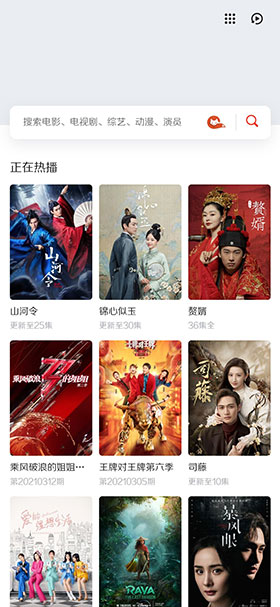 搜索电影、电视剧、综艺、动漫、演员
正在热播
山河令
锦心似玉
赘婿
山河令
更新至25集
锦心似玉
更新至30集
赘婿
36集全
乘风破浪
王牌对王牌
司藤
乘风破浪的姐姐…
第20210312期
王牌对王牌第六季
第20210305期
司藤
更新至10集
RAYA
暴风眼